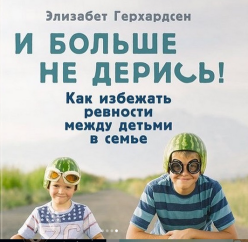 Элизабет Герхардсен
И БОЛЬШЕ
НЕ ДЕРИСЬ!
Как избежать
ревности
между детьми
в семье